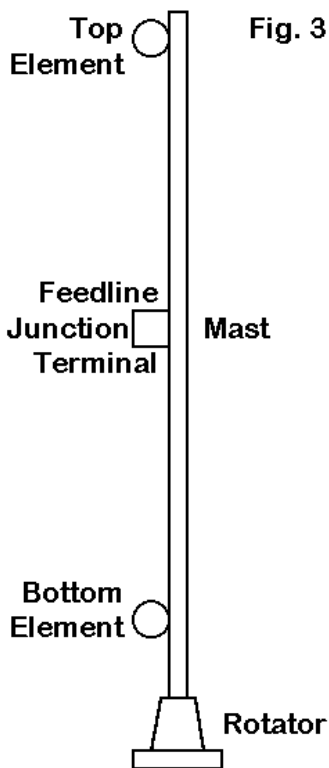 Top
Element
Fig. 3
Feedline
Junction
Terminal
Mast
Bottom
Element
Rotator